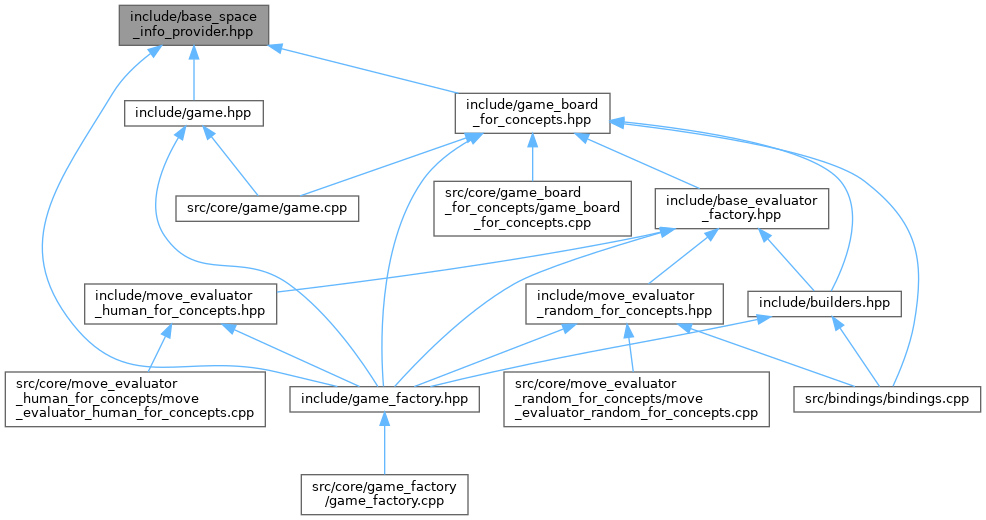 include/base_space
_info_provider.hpp
include/game.hpp
include/game_board
_for_concepts.hpp
src/core/game/game.cpp
src/core/game_board
_for_concepts/game_board
_for_concepts.cpp
include/base_evaluator
_factory.hpp
include/move_evaluator
_human_for_concepts.hpp
include/move_evaluator
_random_for_concepts.hpp
include/builders.hpp
src/core/move_evaluator
_human_for_concepts/move
_evaluator_human_for_concepts.cpp
include/game_factory.hpp
src/core/move_evaluator
_random_for_concepts/move
_evaluator_random_for_concepts.cpp
src/bindings/bindings.cpp
src/core/game_factory
/game_factory.cpp